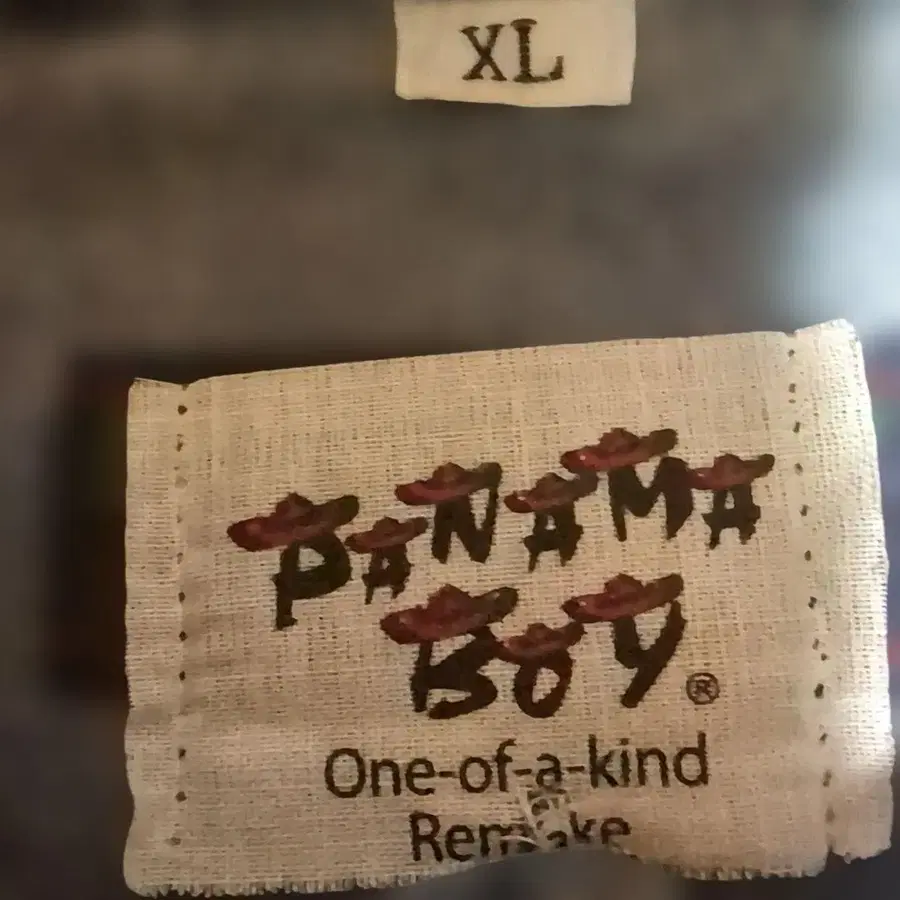 XL
PANAMA
BOY®
One-of-a-kind
Remake